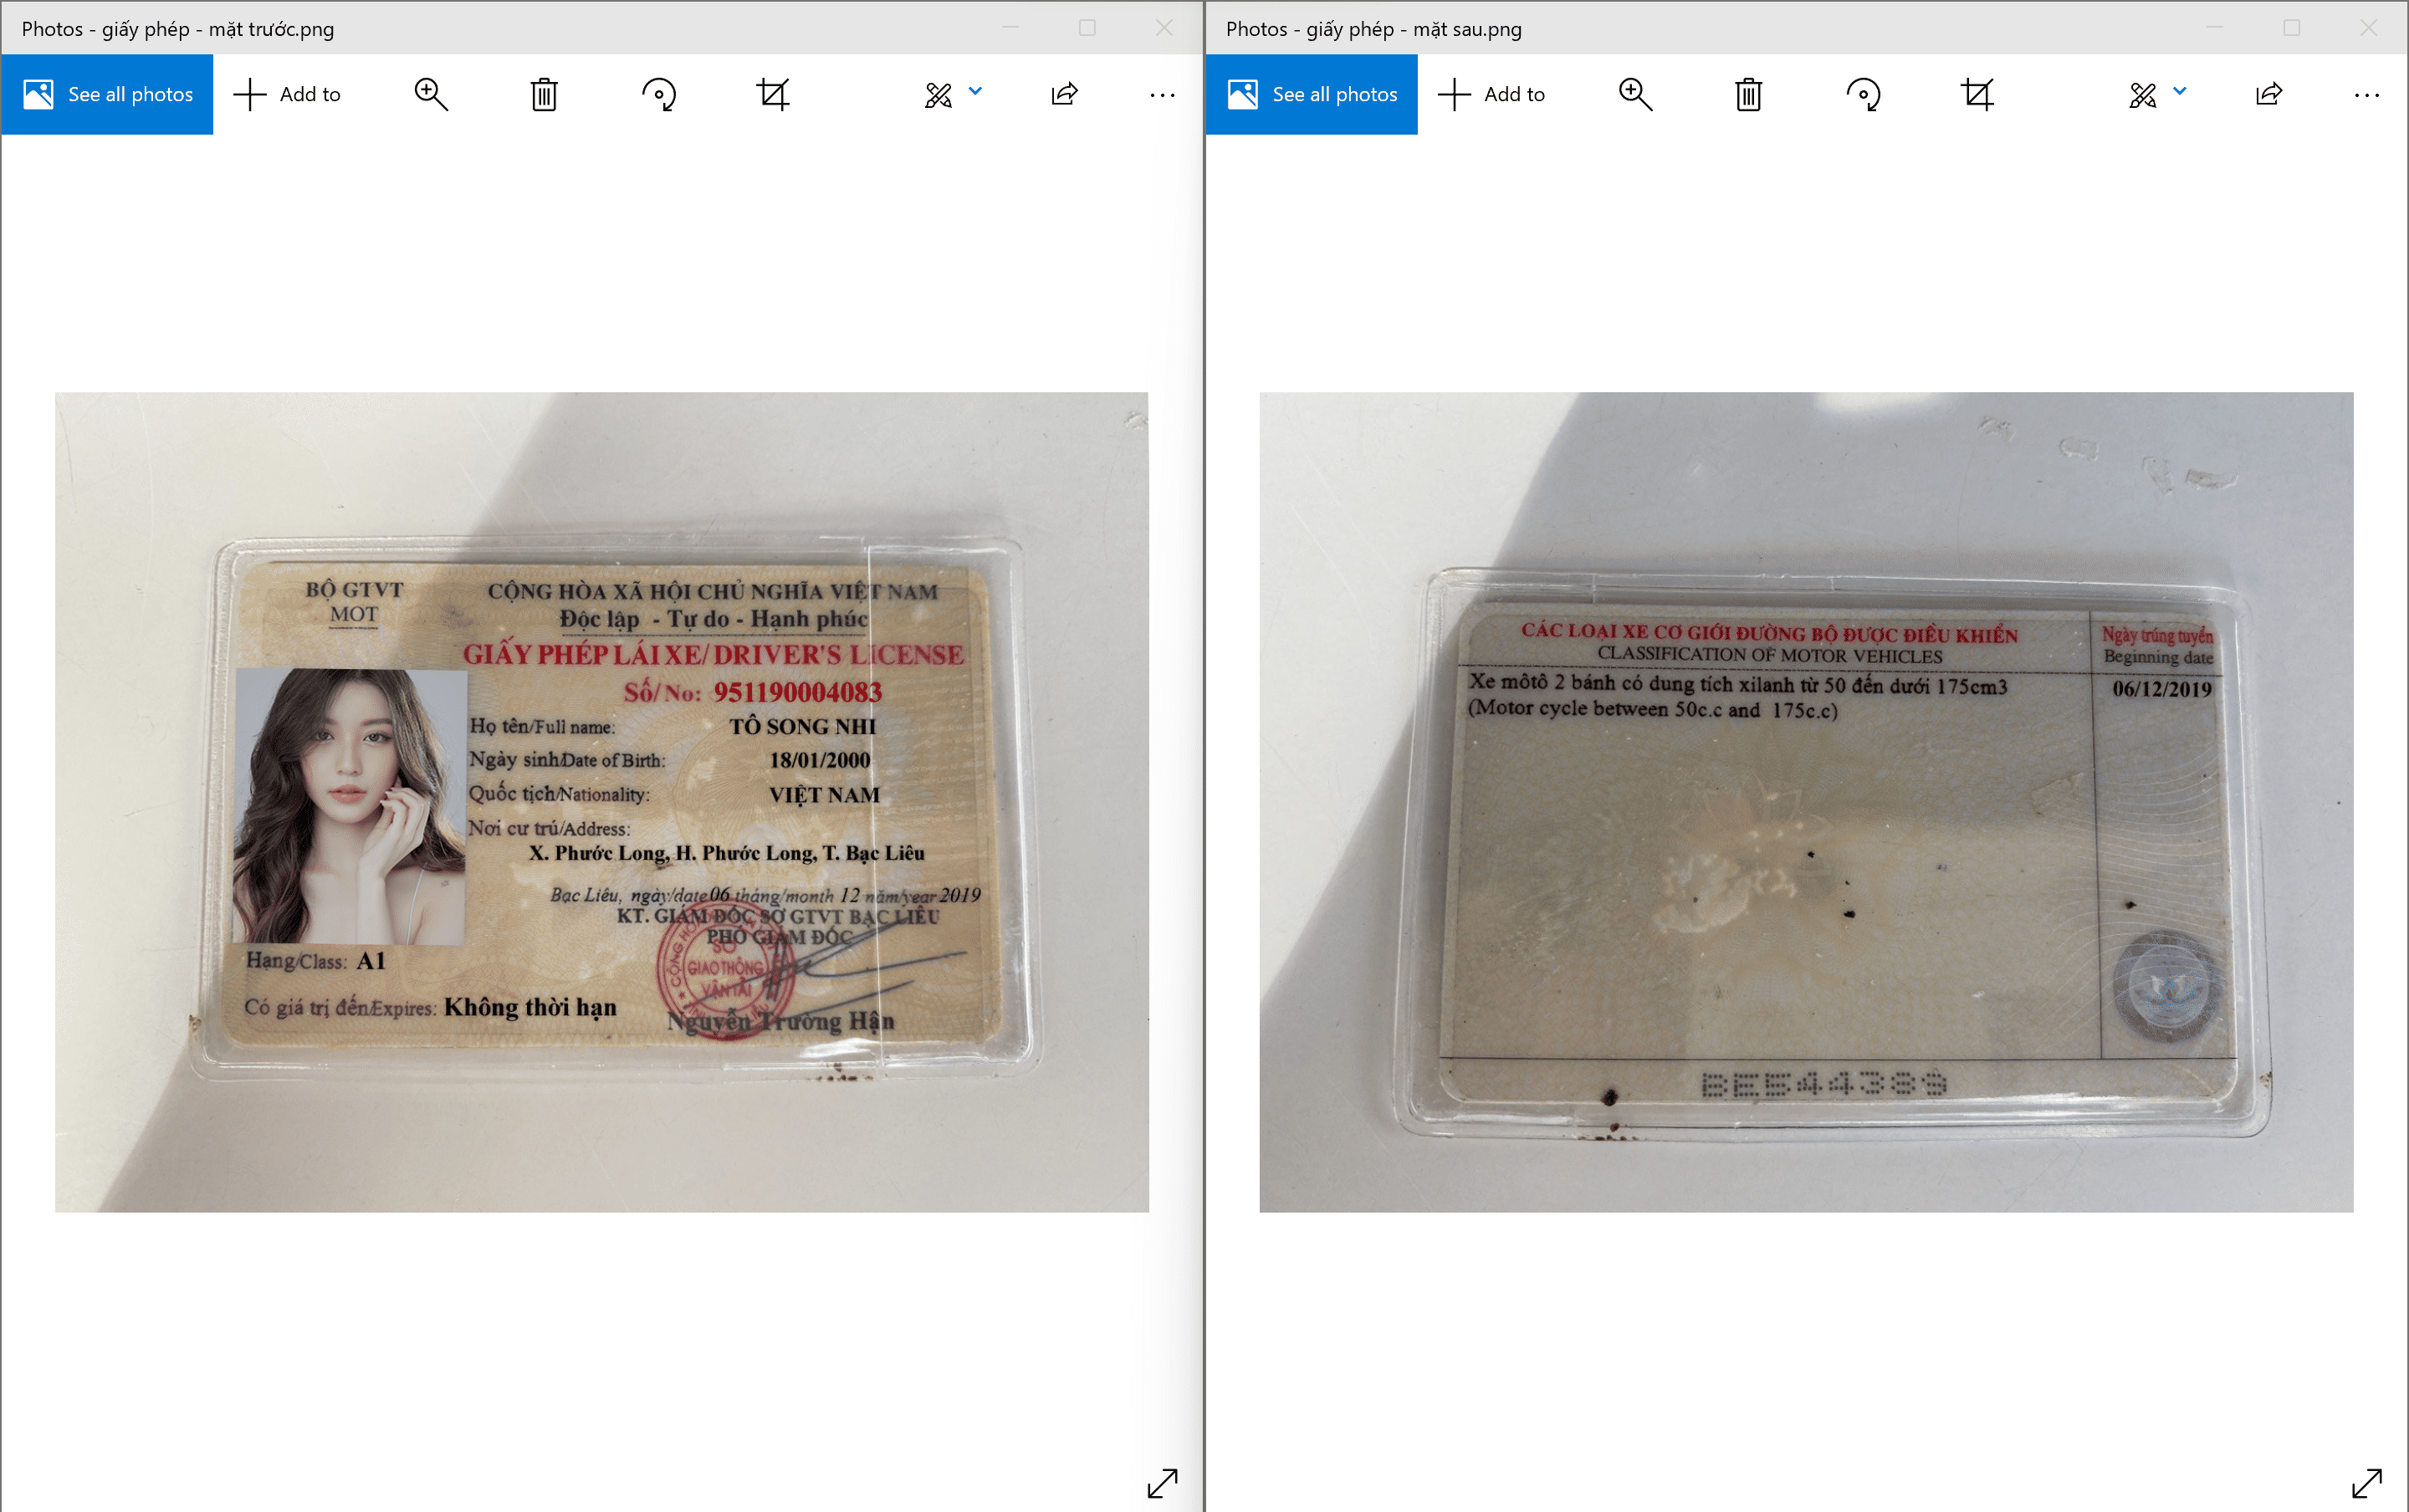 Photos - giấy phép - mặt trước.png
See all photos
Add to
BỘ GTVT
MOT
CỘNG HÒA XÃ HỘI CHỦ NGHĨA VIỆT NAM
Độc lập - Tự do - Hạnh phúc
GIẤY PHÉP LÁI XE/DRIVER'S LICENSE
Số/No: 951190004083
Họ tên/Full name: TÔ SONG NHI
Ngày sinh/Date of Birth: 18/01/2000
Quốc tịch/Nationality: VIỆT NAM
Nơi cư trú/Address:
X. Phước Long, H. Phước Long, T. Bạc Liêu
Bạc Liêu, ngày/date 06 tháng/month 12 năm/year 2019
KT. GIÁM ĐỐC SỞ GTVT BẠC LIÊU
PHÓ GIÁM ĐỐC
SỞ
GIAO THÔNG
VẬN TẢI
Nguyễn Trường Hận
Hạng/Class: A1
Có giá trị đến/Expires: Không thời hạn
Photos - giấy phép - mặt sau.png
See all photos
Add to
CÁC LOẠI XE CƠ GIỚI ĐƯỜNG BỘ ĐƯỢC ĐIỀU KHIỂN
CLASSIFICATION OF MOTOR VEHICLES
Ngày trúng tuyển
Beginning date
Xe môtô 2 bánh có dung tích xilanh từ 50 đến dưới 175cm3
(Motor cycle between 50c.c and 175c.c)
06/12/2019
BE544389